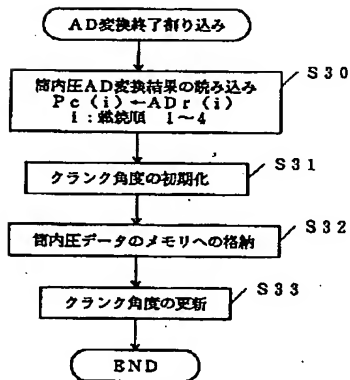 AD変換終了割り込み
S30
筒内圧AD変換結果の読み込み
Pc(i)←ADr(i)
i:燃焼順 1~4
S31
クランク角度の初期化
S32
筒内圧データのメモリへの格納
S33
クランク角度の更新
END